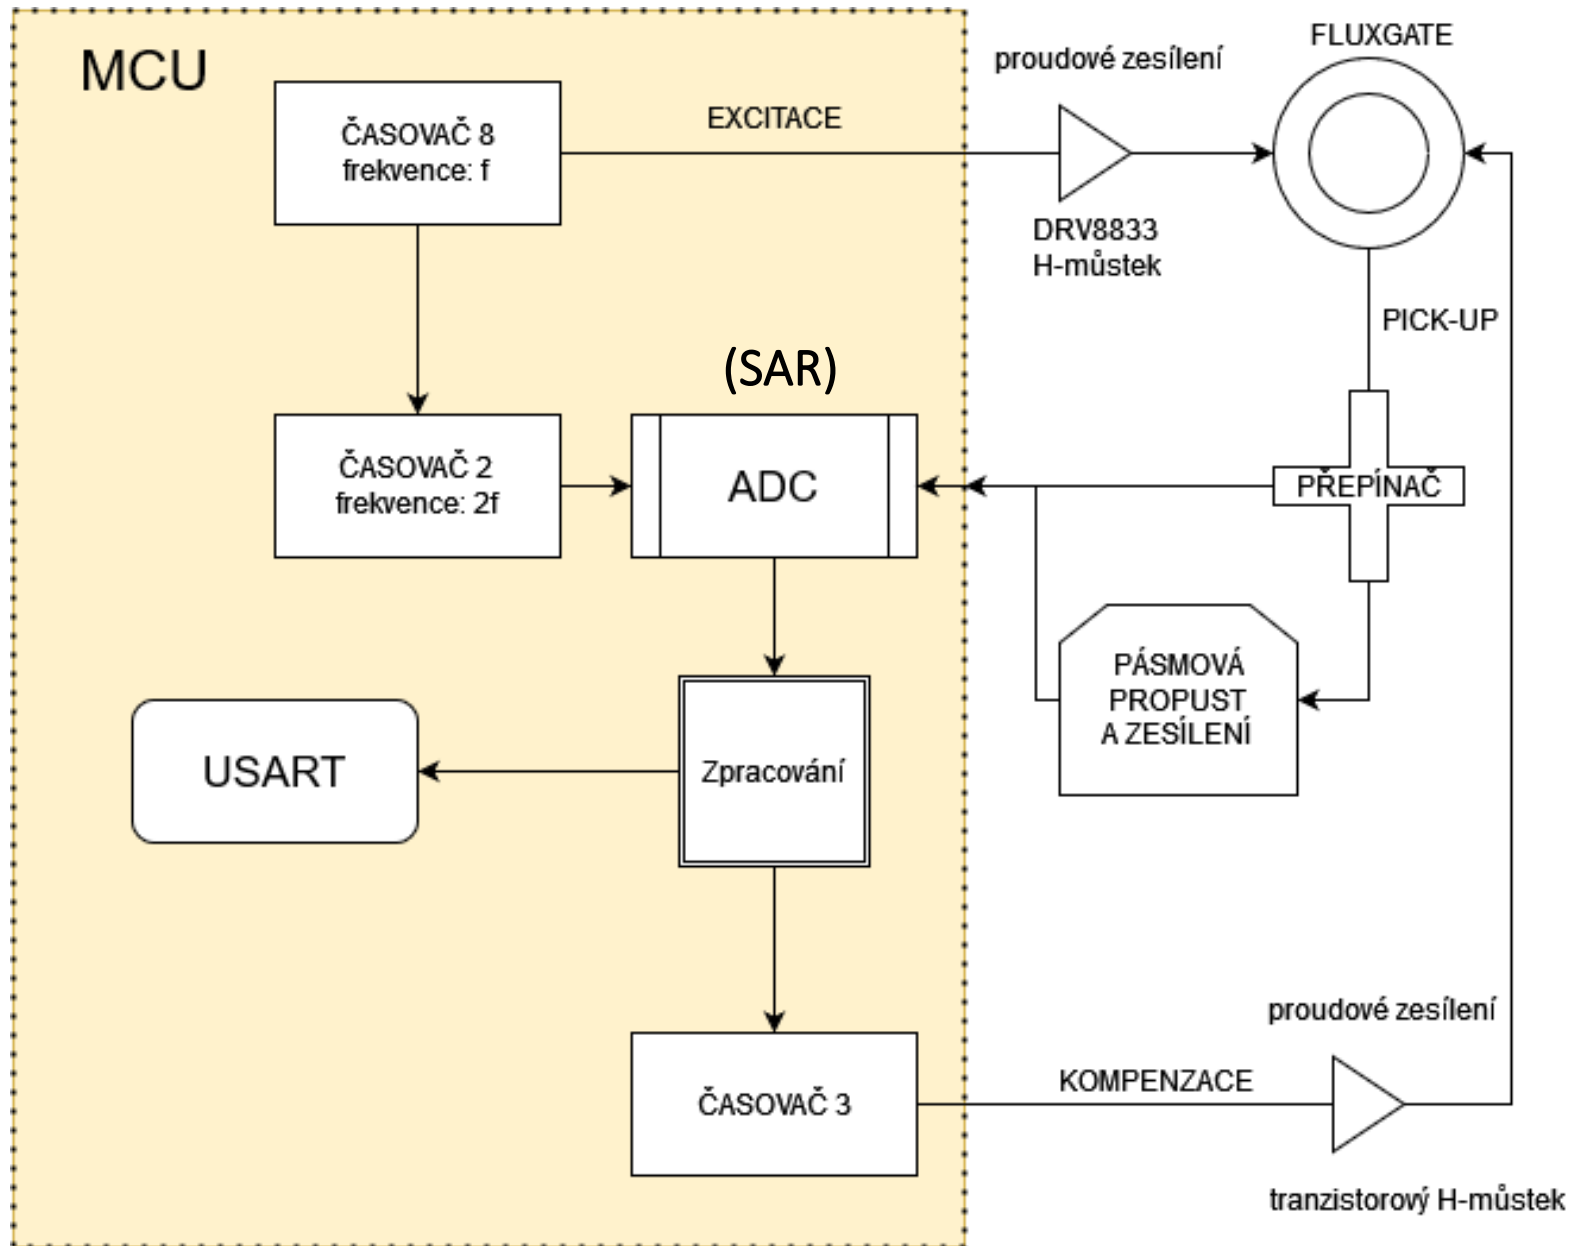 MCU
ČASOVAČ 8
frekvence: f
EXCITACE
proudové zesílení
FLUXGATE
DRV8833
H-můstek
PICK-UP
(SAR)
ČASOVAČ 2
frekvence: 2f
ADC
PŘEPÍNAČ
PÁSMOVÁ
PROPUST
A ZESÍLENÍ
USART
Zpracování
proudové zesílení
ČASOVAČ 3
KOMPENZACE
tranzistorový H-můstek